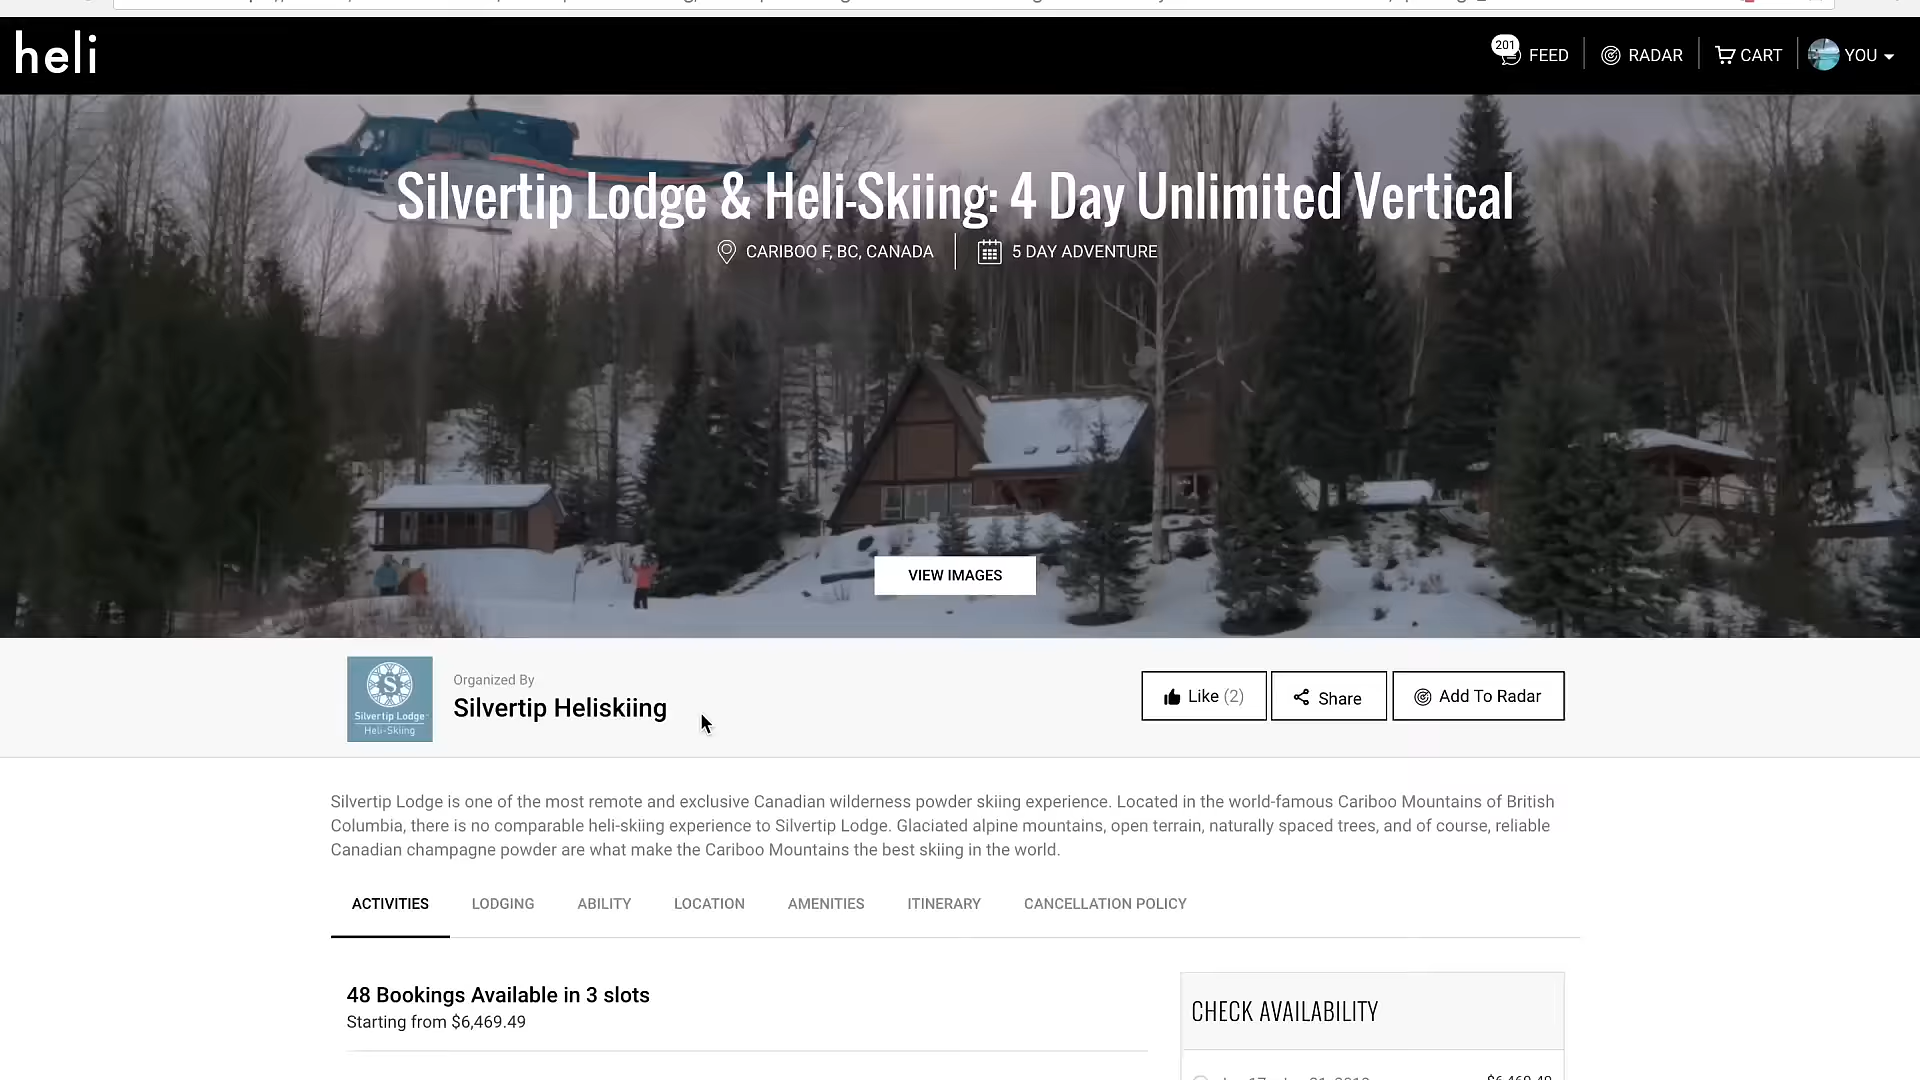 heli
201
FEED
RADAR
CART
YOU
Silvertip Lodge & Heli-Skiing: 4 Day Unlimited Vertical
CARIBOO F, BC, CANADA
5 DAY ADVENTURE
VIEW IMAGES
S
Silvertip Lodge
Heli-Skiing
Organized By
Silvertip Heliskiing
Like (2)
Share
Add To Radar
Silvertip Lodge is one of the most remote and exclusive Canadian wilderness powder skiing experience. Located in the world-famous Cariboo Mountains of British
Columbia, there is no comparable heli-skiing experience to Silvertip Lodge. Glaciated alpine mountains, open terrain, naturally spaced trees, and of course, reliable
Canadian champagne powder are what make the Cariboo Mountains the best skiing in the world.
ACTIVITIES
LODGING
ABILITY
LOCATION
AMENITIES
ITINERARY
CANCELLATION POLICY
48 Bookings Available in 3 slots
Starting from $6,469.49
CHECK AVAILABILITY